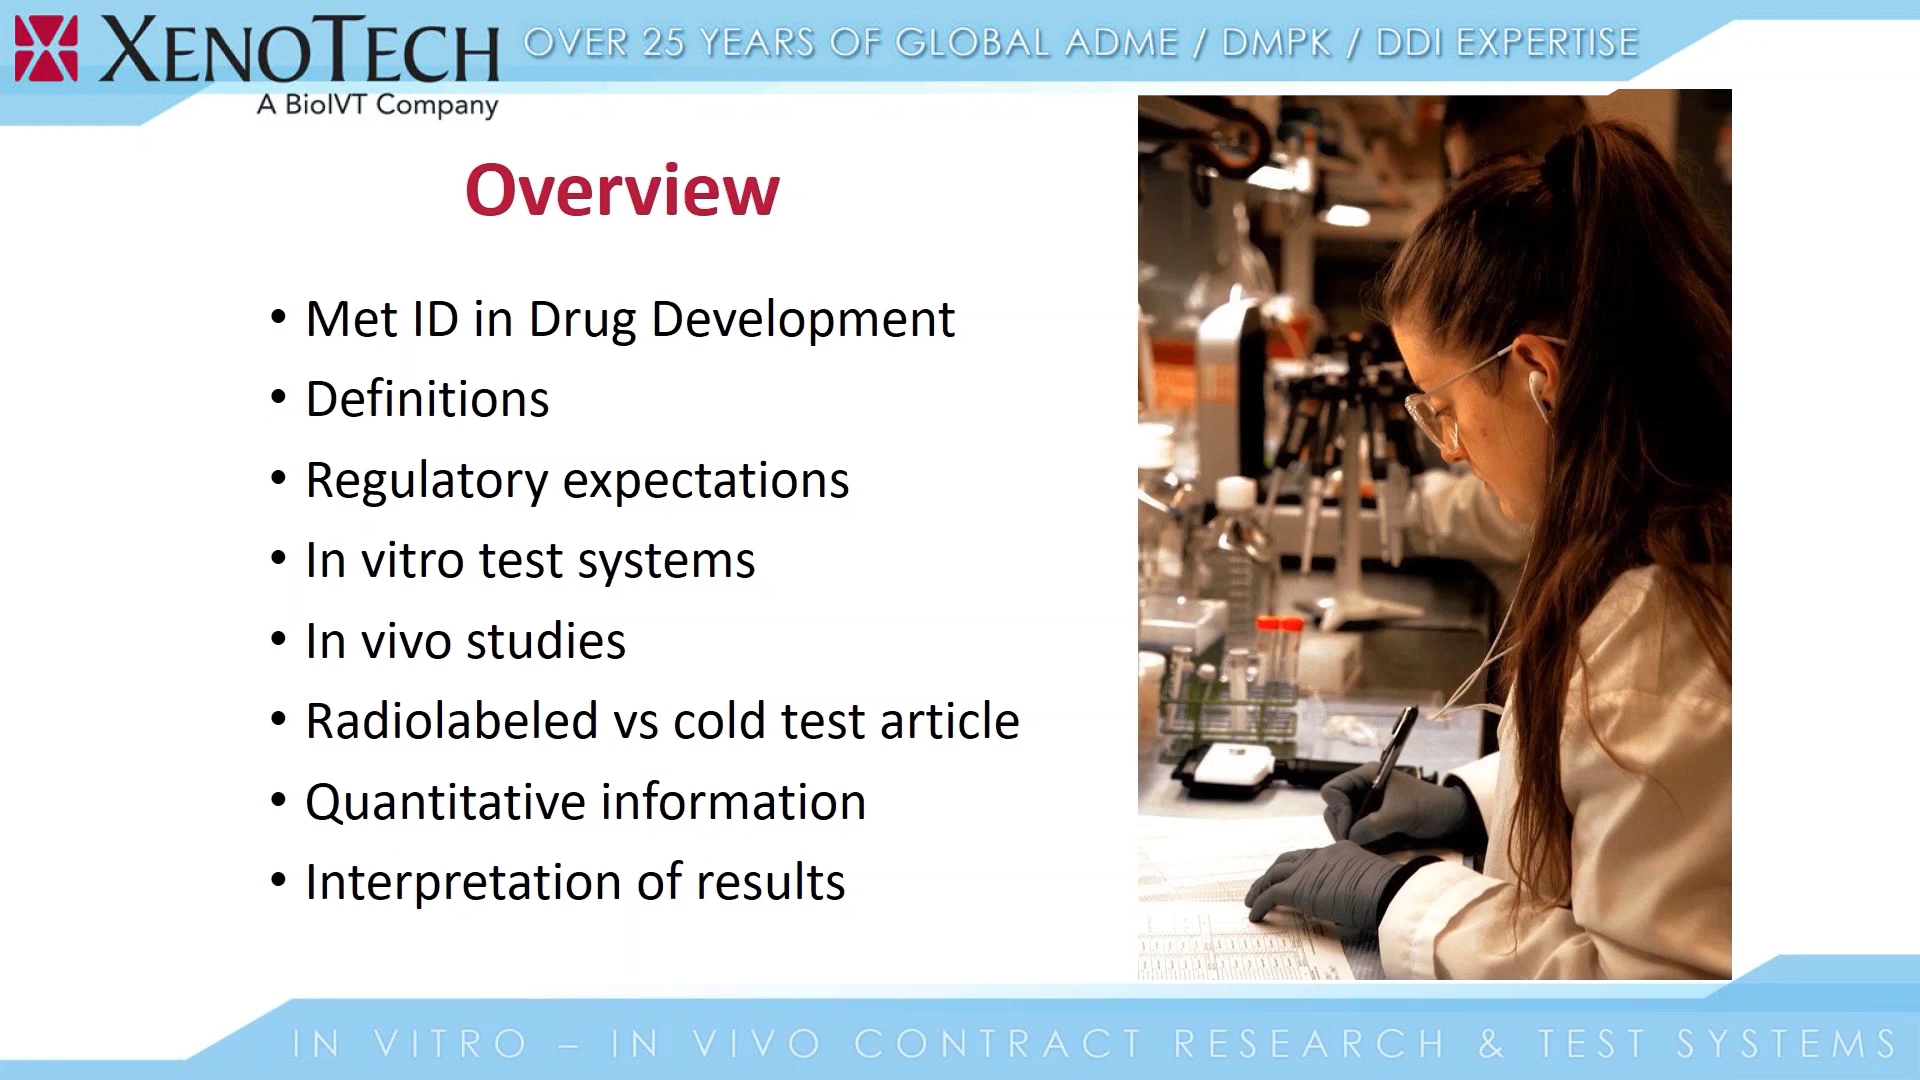 XENOTECH
A BioIVT Company
OVER 25 YEARS OF GLOBAL ADME / DMPK / DDI EXPERTISE
Overview
• Met ID in Drug Development
• Definitions
• Regulatory expectations
• In vitro test systems
• In vivo studies
• Radiolabeled vs cold test article
• Quantitative information
• Interpretation of results
IN VITRO – IN VIVO CONTRACT RESEARCH & TEST SYSTEMS